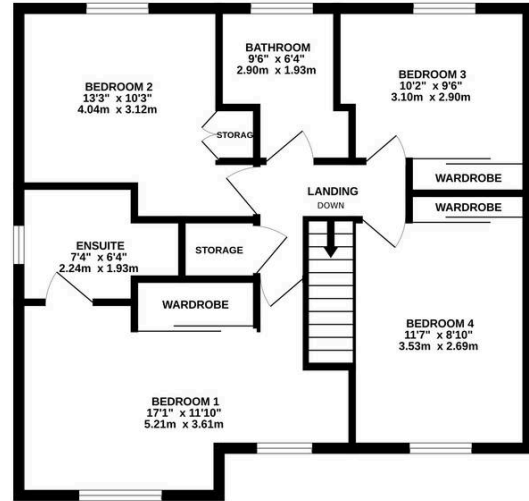 BEDROOM 2
13'3" x 10'3"
4.04m x 3.12m
BATHROOM
9'6" x 6'4"
2.90m x 1.93m
BEDROOM 3
10'2" x 9'6"
3.10m x 2.90m
STORAGE
WARDROBE
LANDING
DOWN
WARDROBE
ENSUITE
7'4" x 6'4"
2.24m x 1.93m
STORAGE
WARDROBE
BEDROOM 4
11'7" x 8'10"
3.53m x 2.69m
BEDROOM 1
17'1" x 11'10"
5.21m x 3.61m